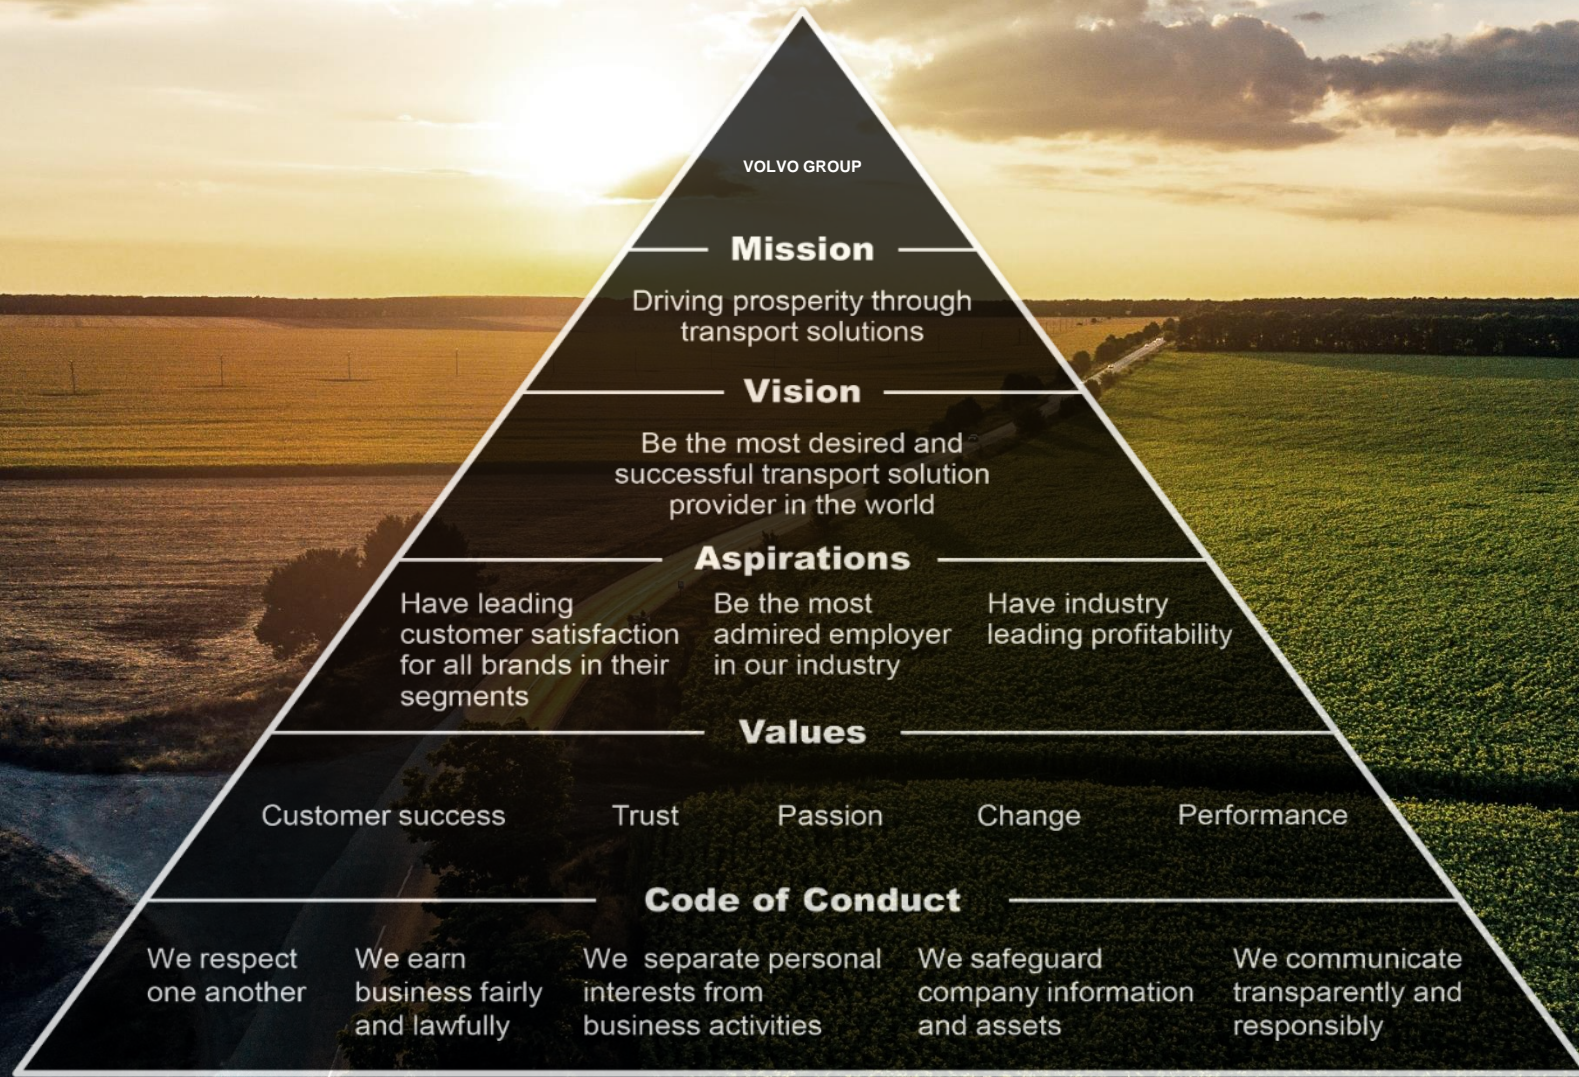 VOLVO GROUP
Mission
Driving prosperity through
transport solutions
Vision
Be the most desired and
successful transport solution
provider in the world
Aspirations
Have leading
customer satisfaction
for all brands in their
segments
Be the most
admired employer
in our industry
Have industry
leading profitability
Values
Customer success
Trust
Passion
Change
Performance
Code of Conduct
We respect
one another
We earn
business fairly
and lawfully
We separate personal
interests from
business activities
We safeguard
company information
and assets
We communicate
transparently and
responsibly